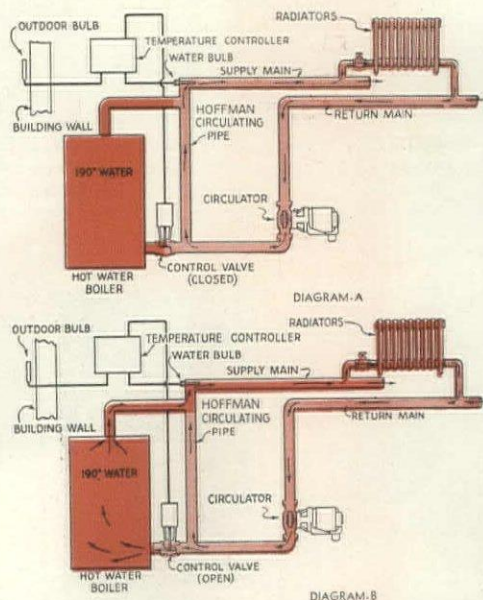 RADIATORS
OUTDOOR BULB
TEMPERATURE CONTROLLER
WATER BULB
SUPPLY MAIN
HOFFMAN
CIRCULATING
PIPE
BUILDING WALL
RETURN MAIN
190° WATER
CIRCULATOR
HOT WATER
BOILER
CONTROL VALVE
(CLOSED)
DIAGRAM-A
RADIATORS
OUTDOOR BULB
TEMPERATURE CONTROLLER
WATER BULB
SUPPLY MAIN
HOFFMAN
CIRCULATING
PIPE
BUILDING WALL
RETURN MAIN
190° WATER
CIRCULATOR
HOT WATER
BOILER
CONTROL VALVE
(OPEN)
DIAGRAM-B